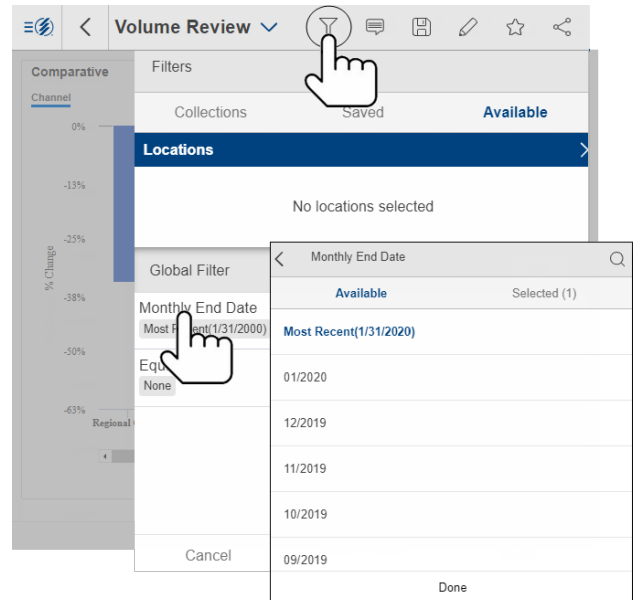 Volume Review
Comparative
Channel
0%
-13%
-25%
-38%
-50%
-63%
% Change
Regional
Filters
Collections
Saved
Available
Locations
No locations selected
Global Filter
Monthly End Date
Most Recent(1/31/2000)
Equ
None
Cancel
Monthly End Date
Available
Selected (1)
Most Recent(1/31/2020)
01/2020
12/2019
11/2019
10/2019
09/2019
Done